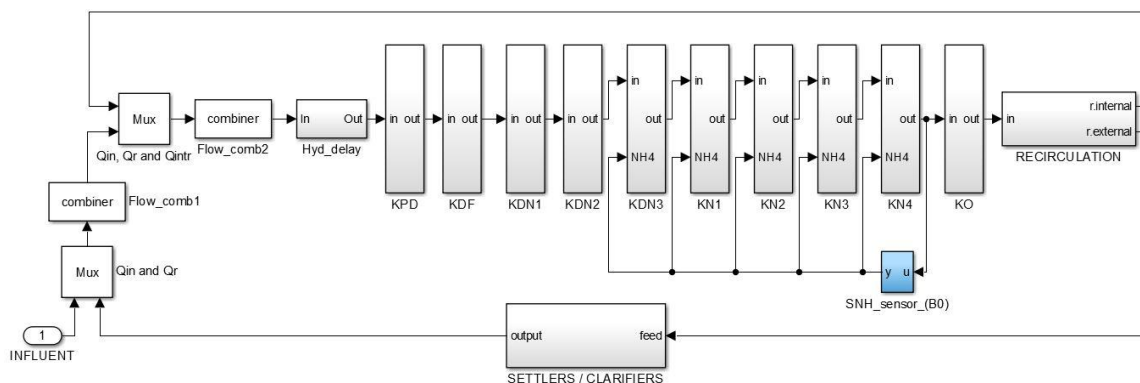 Mux
Qin, Qr and Qintr
combiner
Flow_comb2
In Out
Hyd_delay
in out
KPD
in out
KDF
in out
KDN1
in out
KDN2
in
out
NH4
KDN3
in
out
NH4
KN1
in
out
NH4
KN2
in
out
NH4
KN3
in
out
NH4
KN4
in out
KO
in
r.internal
r.external
RECIRCULATION
combiner
Flow_comb1
Mux
Qin and Qr
1
INFLUENT
y u
SNH_sensor_(B0)
output feed
SETTLERS / CLARIFIERS